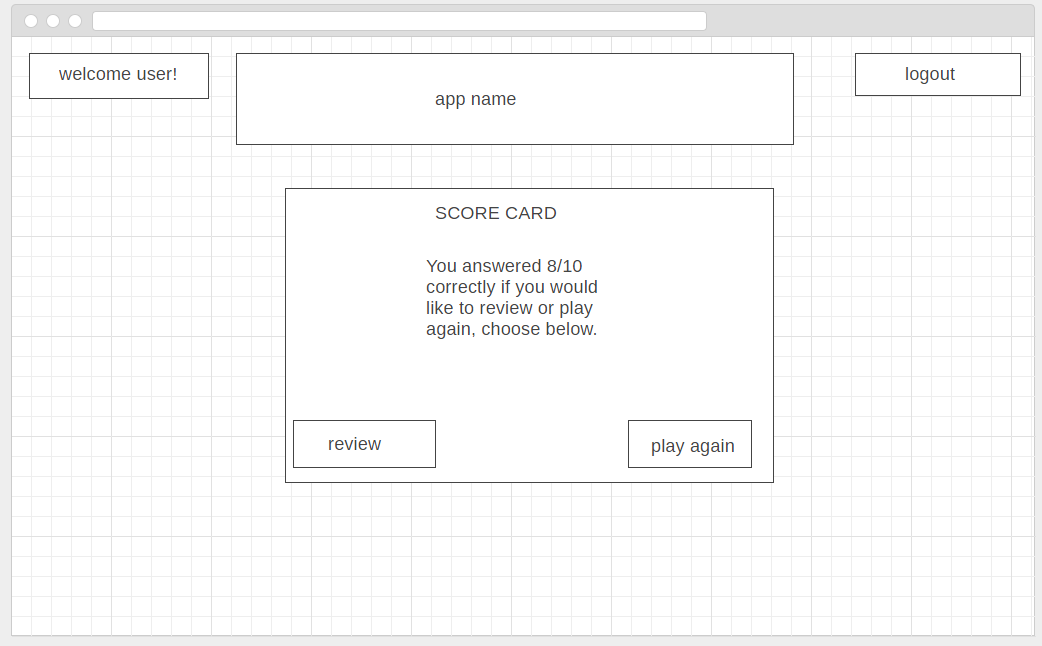 welcome user!
app name
logout
SCORE CARD
You answered 8/10
correctly if you would
like to review or play
again, choose below.
review
play again